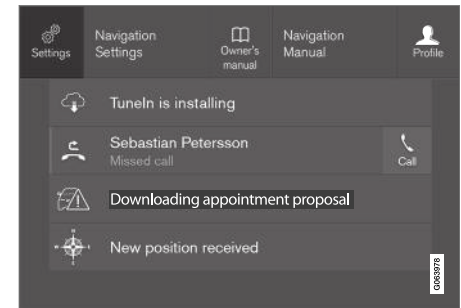 Settings
Navigation
Settings
Owner's
manual
Navigation
Manual
Profile
TuneIn is installing
Sebastian Petersson
Missed call
Call
Downloading appointment proposal
New position received
G063978